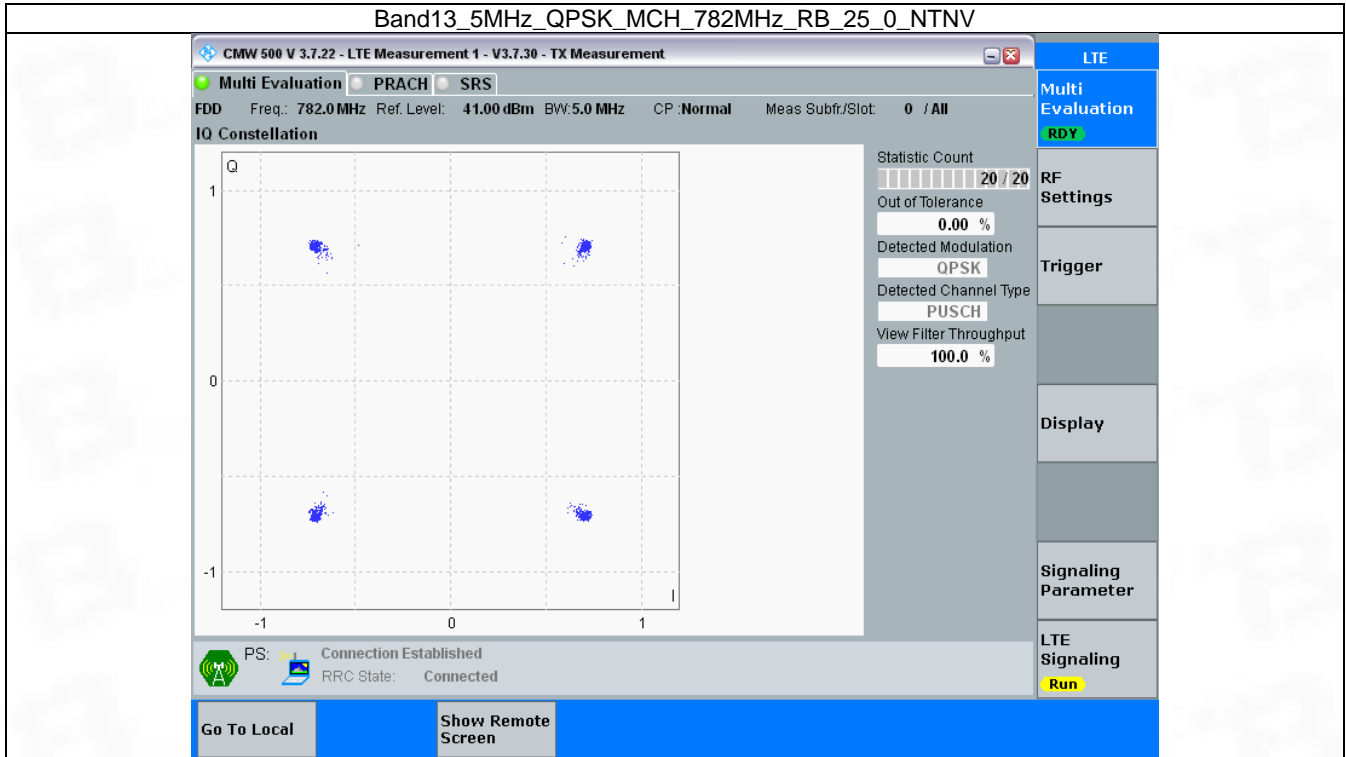 Band13_5MHz_QPSK_MCH_782MHz_RB_25_0_NTNV
CMW 500 V 3.7.22 - LTE Measurement 1 - V3.7.30 - TX Measurement
LTE
Multi Evaluation PRACH SRS
Multi
Evaluation
RDY
FDD Freq.: 782.0 MHz Ref. Level: 41.00 dBm BW:5.0 MHz CP :Normal Meas Subfr./Slot: 0 / All
IQ Constellation
Q
1
0
-1
I
-1 0 1
Statistic Count
20 / 20
Out of Tolerance
0.00 %
Detected Modulation
QPSK
Detected Channel Type
PUSCH
View Filter Throughput
100.0 %
RF
Settings
Trigger
Display
Signaling
Parameter
LTE
Signaling
Run
PS: Connection Established
RRC State: Connected
Go To Local
Show Remote
Screen